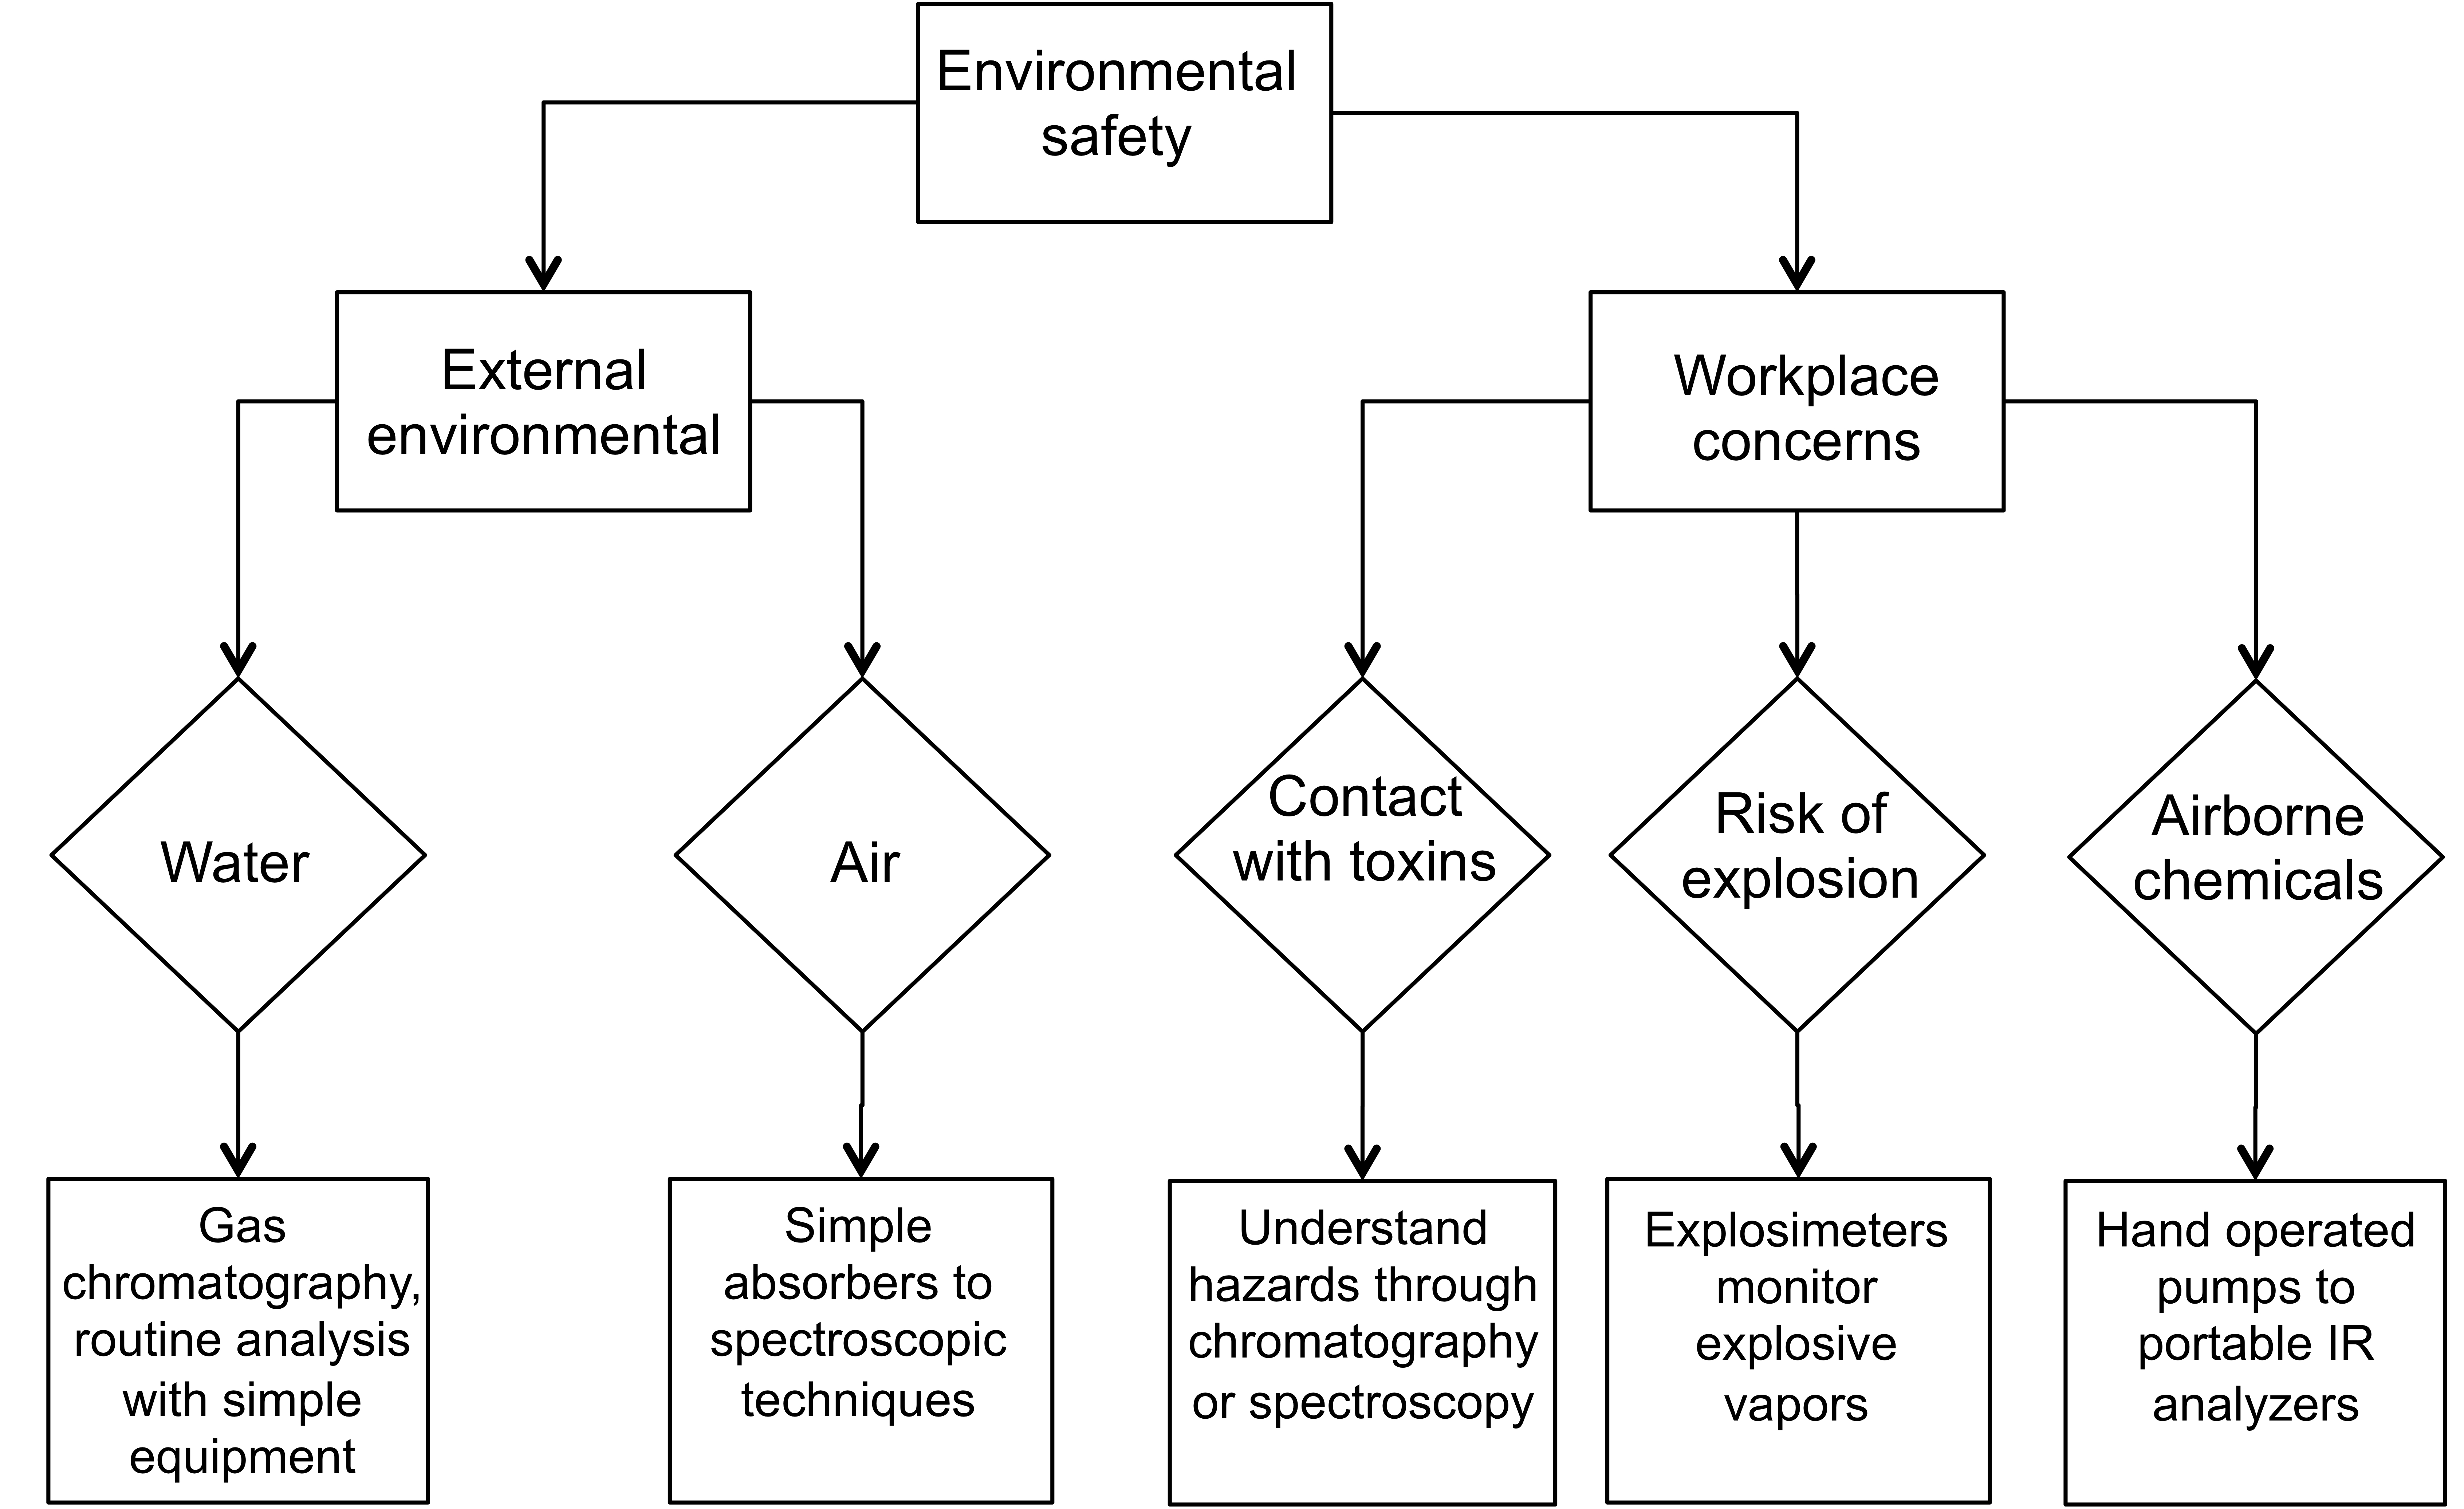 Environmental
safety
External
environmental
Workplace
concerns
Water
Air
Contact
with toxins
Risk of
explosion
Airborne
chemicals
Gas
chromatography,
routine analysis
with simple
equipment
Simple
absorbers to
spectroscopic
techniques
Understand
hazards through
chromatography
or spectroscopy
Explosimeters
monitor
explosive
vapors
Hand operated
pumps to
portable IR
analyzers